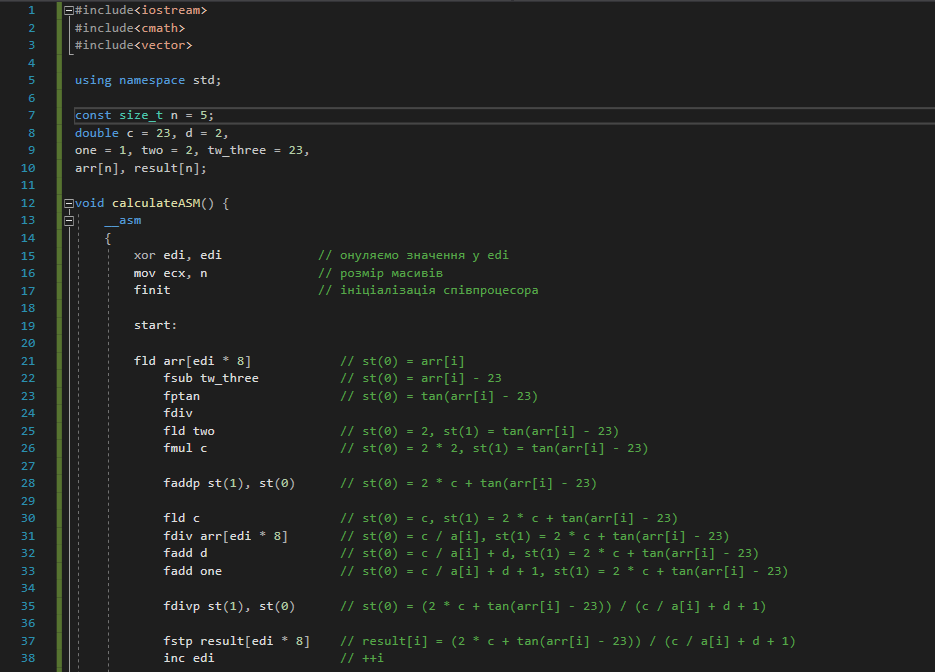 1 #include<iostream>
2 #include<cmath>
3 #include<vector>
4
5 using namespace std;
6
7 const size_t n = 5;
8 double c = 23, d = 2,
9 one = 1, two = 2, tw_three = 23,
10 arr[n], result[n];
11
12 void calculateASM() {
13 __asm
14 {
15 xor edi, edi // онуляємо значення у edi
16 mov ecx, n // розмір масивів
17 finit // ініціалізація співпроцесора
18
19 start:
20
21 fld arr[edi * 8] // st(0) = arr[i]
22 fsub tw_three // st(0) = arr[i] - 23
23 fptan // st(0) = tan(arr[i] - 23)
24 fdiv
25 fld two // st(0) = 2, st(1) = tan(arr[i] - 23)
26 fmul c // st(0) = 2 * 2, st(1) = tan(arr[i] - 23)
27
28 faddp st(1), st(0) // st(0) = 2 * c + tan(arr[i] - 23)
29
30 fld c // st(0) = c, st(1) = 2 * c + tan(arr[i] - 23)
31 fdiv arr[edi * 8] // st(0) = c / a[i], st(1) = 2 * c + tan(arr[i] - 23)
32 fadd d // st(0) = c / a[i] + d, st(1) = 2 * c + tan(arr[i] - 23)
33 fadd one // st(0) = c / a[i] + d + 1, st(1) = 2 * c + tan(arr[i] - 23)
34
35 fdivp st(1), st(0) // st(0) = (2 * c + tan(arr[i] - 23)) / (c / a[i] + d + 1)
36
37 fstp result[edi * 8] // result[i] = (2 * c + tan(arr[i] - 23)) / (c / a[i] + d + 1)
38 inc edi // ++i